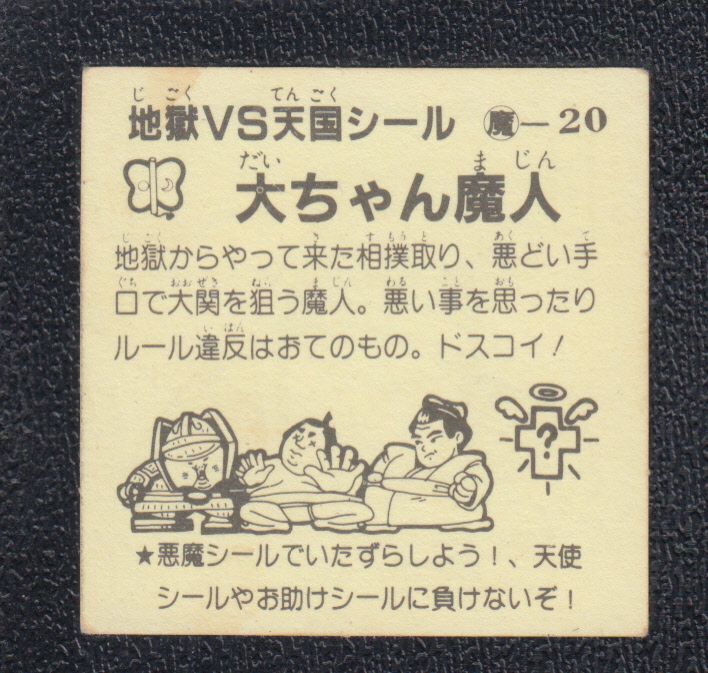 地獄VS天国シール ㊙魔—20
大ちゃん魔人
地獄からやって来た相撲取り、悪どい手
口で大関を狙う魔人。悪い事を思ったり
ルール違反はおてのもの。ドスコイ！
?
★悪魔シールでいたずらしよう！、天使
シールやお助けシールに負けないぞ！